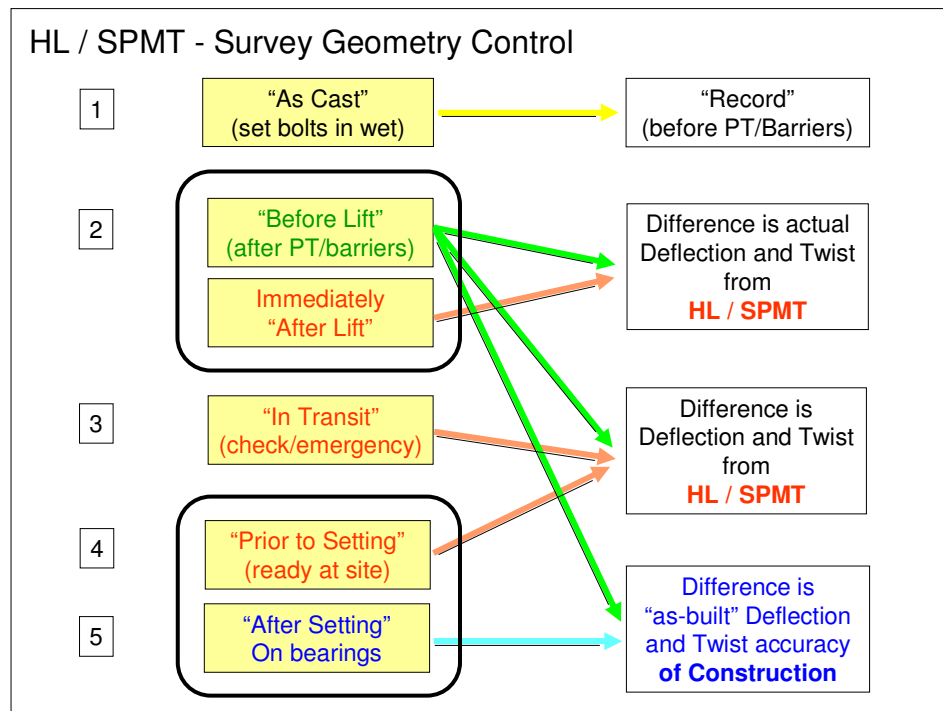 HL / SPMT - Survey Geometry Control
1
“As Cast”
(set bolts in wet)
“Record”
(before PT/Barriers)
2
“Before Lift”
(after PT/barriers)
Immediately
“After Lift”
Difference is actual
Deflection and Twist
from
HL / SPMT
3
“In Transit”
(check/emergency)
Difference is
Deflection and Twist
from
HL / SPMT
4
“Prior to Setting”
(ready at site)
5
“After Setting”
On bearings
Difference is
“as-built” Deflection
and Twist accuracy
of Construction